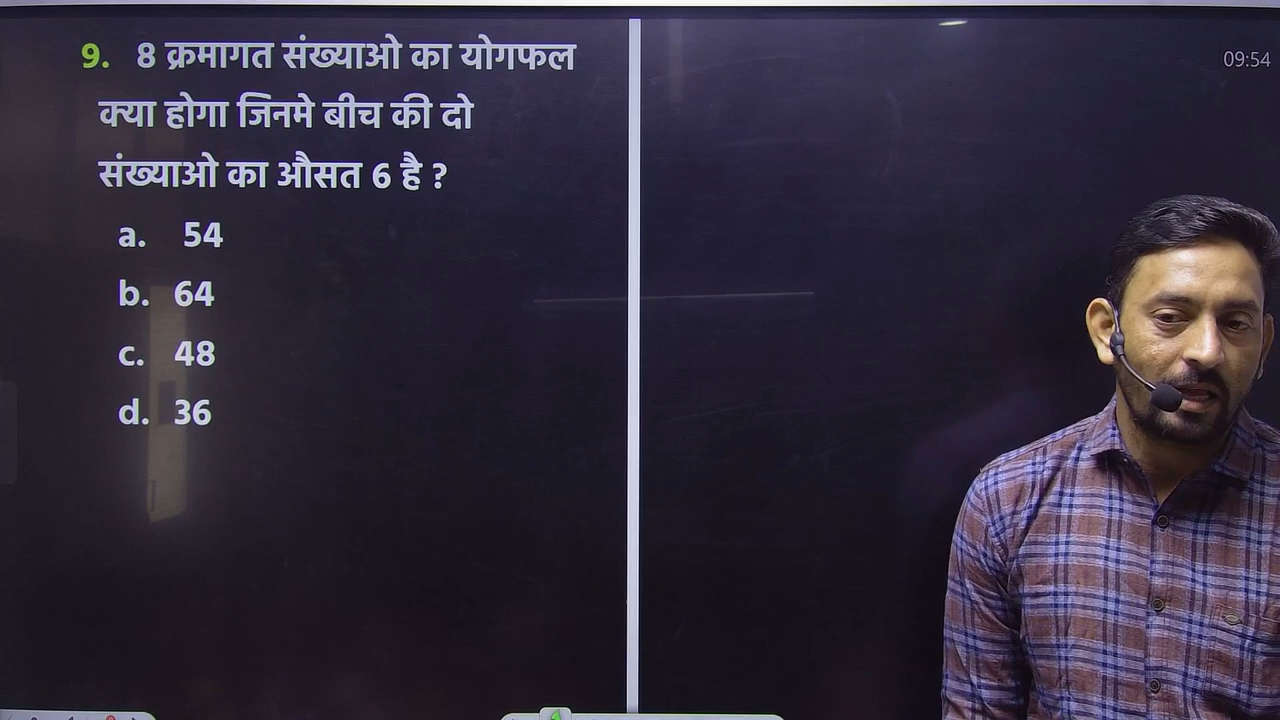 9. 8 क्रमागत संख्याओ का योगफल
क्या होगा जिनमे बीच की दो
संख्याओ का औसत 6 है ?
a. 54
b. 64
c. 48
d. 36
09:54